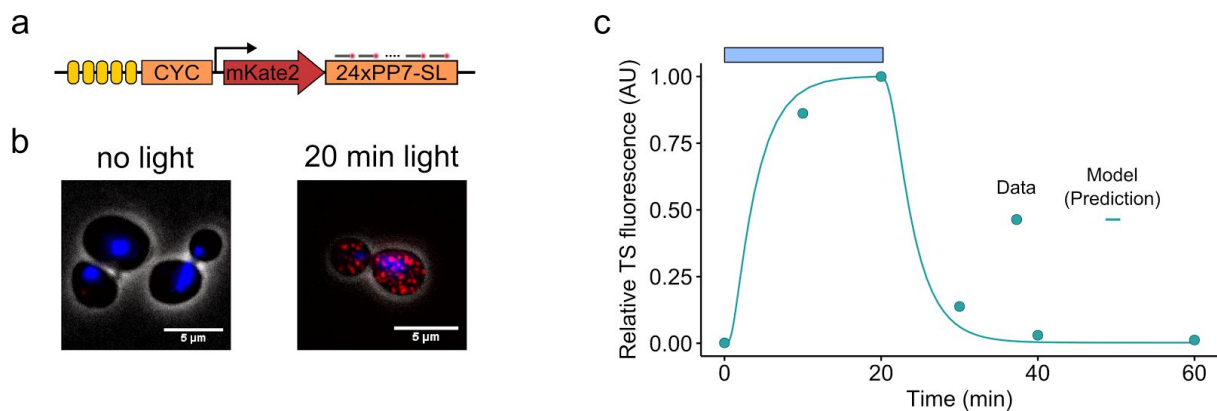 a
CYC
mKate2
24xPP7-SL
b
no light
20 min light
5 µm
5 µm
c
Relative TS fluorescence (AU)
1.00
0.75
0.50
0.25
0.00
Data
Model
(Prediction)
0
20
40
60
Time (min)